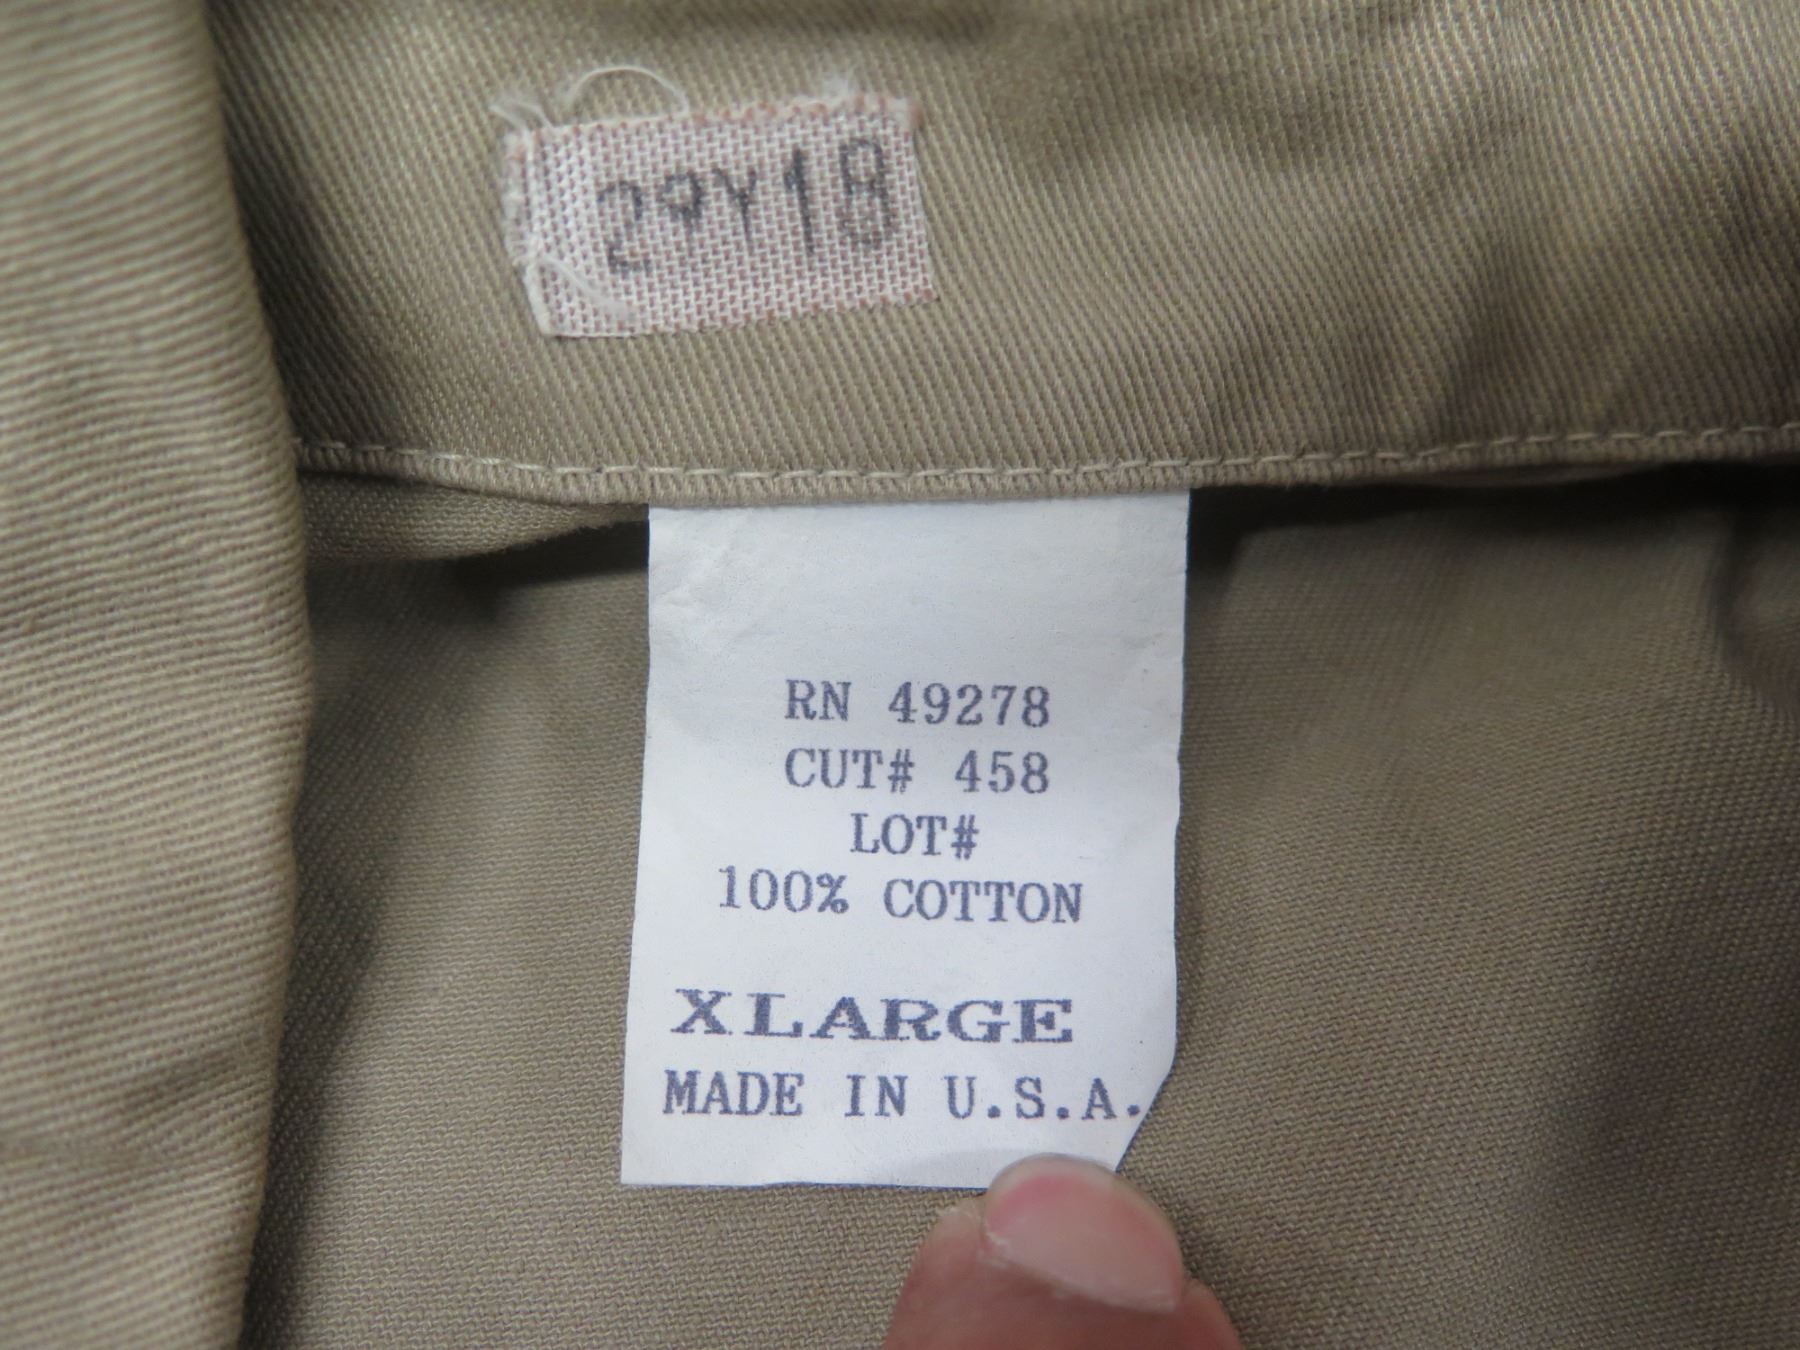 29Y18
RN 49278
CUT# 458
LOT#
100% COTTON
XLARGE
MADE IN U.S.A.